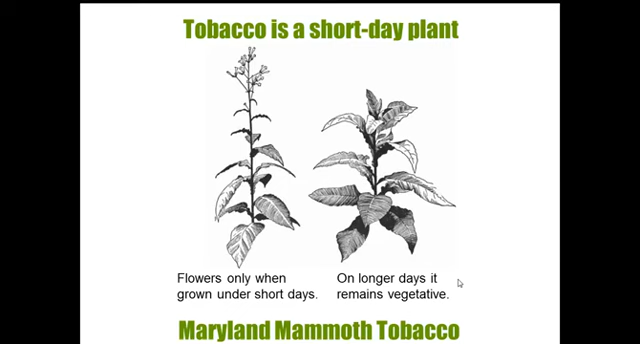 Tobacco is a short-day plant
Flowers only when
grown under short days.
On longer days it
remains vegetative.
Maryland Mammoth Tobacco